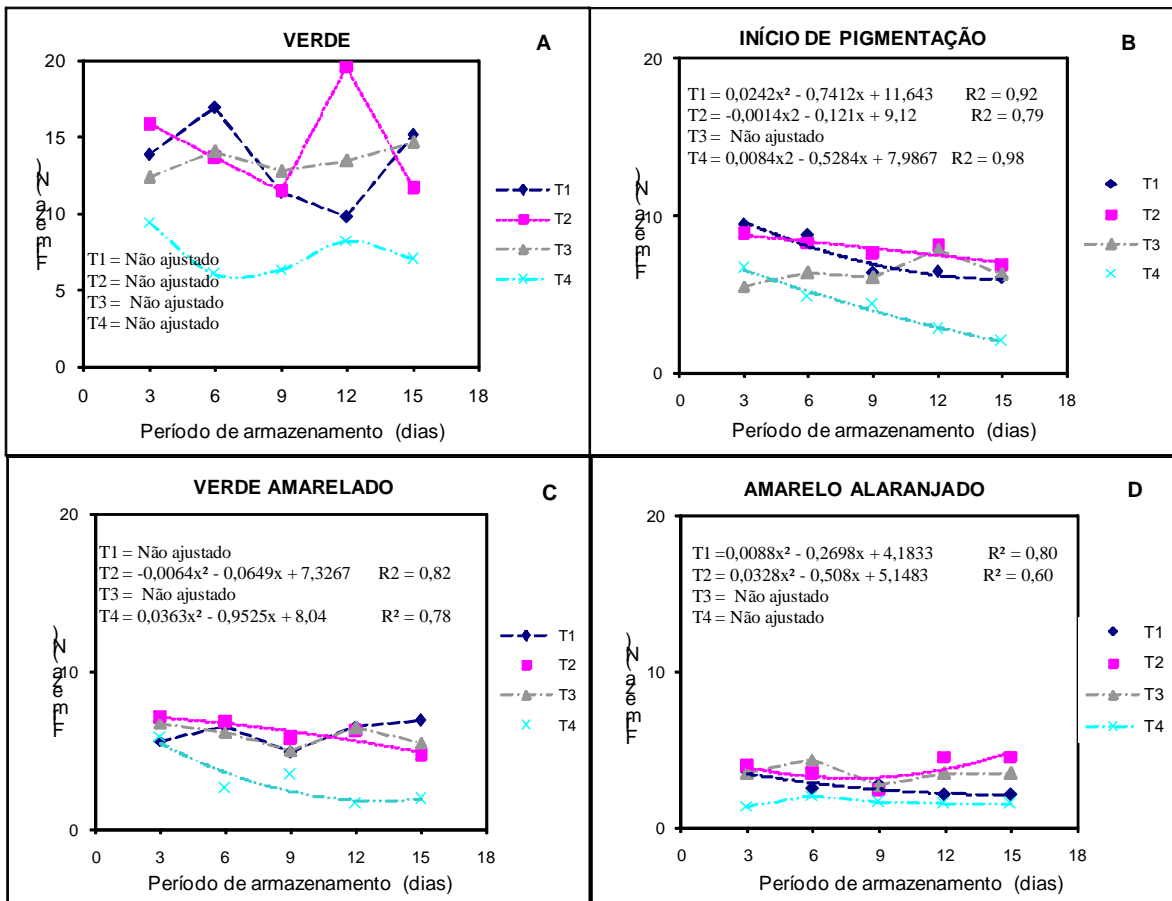 VERDE
A
20
15
10
5
0
0 3 6 9 12 15 18
Período de armazenamento (dias)
Firmeza (N)
T1 = Não ajustado
T2 = Não ajustado
T3 = Não ajustado
T4 = Não ajustado
T1
T2
T3
T4
INÍCIO DE PIGMENTAÇÃO
B
T1 = 0,0242x² - 0,7412x + 11,643 R2 = 0,92
T2 = -0,0014x2 - 0,121x + 9,12 R2 = 0,79
T3 = Não ajustado
T4 = 0,0084x2 - 0,5284x + 7,9867 R2 = 0,98
20
10
0
0 3 6 9 12 15 18
Período de armazenamento (dias)
Firmeza (N)
T1
T2
T3
T4
VERDE AMARELADO
C
T1 = Não ajustado
T2 = -0,0064x² - 0,0649x + 7,3267 R2 = 0,82
T3 = Não ajustado
T4 = 0,0363x² - 0,9525x + 8,04 R² = 0,78
20
10
0
0 3 6 9 12 15 18
Período de armazenamento (dias)
Firmeza (N)
T1
T2
T3
T4
AMARELO ALARANJADO
D
T1 =0,0088x² - 0,2698x + 4,1833 R² = 0,80
T2 = 0,0328x² - 0,508x + 5,1483 R² = 0,60
T3 = Não ajustado
T4 = Não ajustado
20
10
0
0 3 6 9 12 15 18
Período de armazenamento (dias)
Firmeza (N)
T1
T2
T3
T4